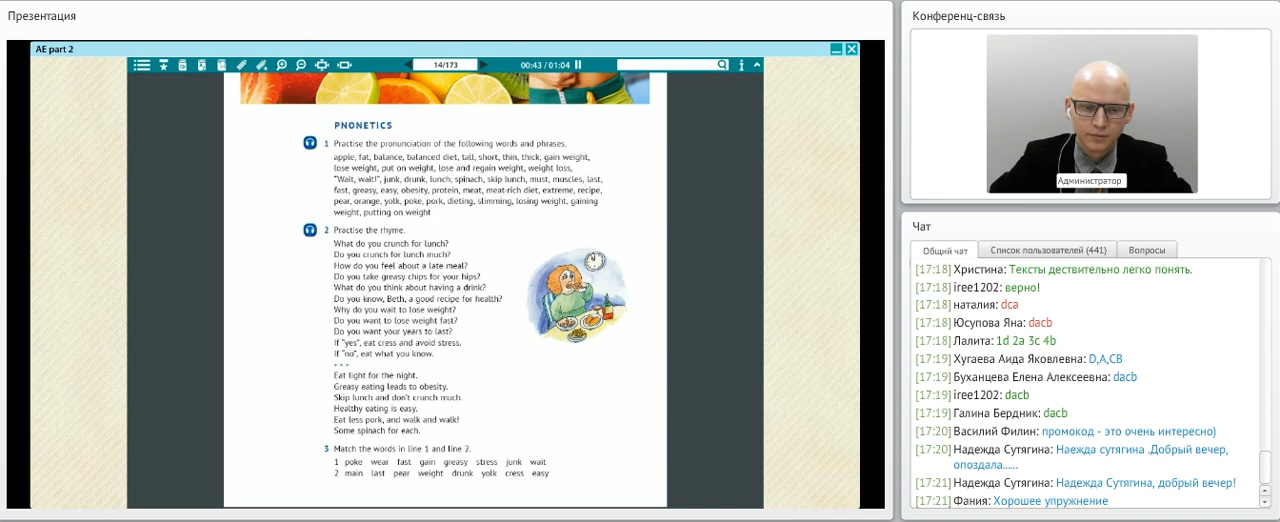 Презентация
AE part 2
14/173
00:43 / 01:04
PNONETICS
1 Practise the pronunciation of the following words and phrases.
apple, fat, balance, balanced diet, tall, short, thin, thick, gain weight,
lose weight, put on weight, lose and regain weight, weight loss,
"Wait, wait!", junk, drunk, lunch, spinach, skip lunch, must, muscles, last,
fast, greasy, easy, obesity, protein, meat, meat-rich diet, extreme, recipe,
pear, orange, yolk, poke, pork, dieting, slimming, losing weight, gaining
weight, putting on weight
2 Practise the rhyme.
What do you crunch for lunch?
Do you crunch for lunch much?
How do you feel about a late meal?
Do you take greasy chips for your hips?
What do you think about having a drink?
Do you know, Beth, a good recipe for health?
Why do you wait to lose weight?
Do you want to lose weight fast?
Do you want your years to last?
If "yes", eat cress and avoid stress.
If "no", eat what you know.
• • •
Eat light for the night.
Greasy eating leads to obesity.
Skip lunch and don't crunch much.
Healthy eating is easy.
Eat less pork, and walk and walk!
Some spinach for each.
3 Match the words in line 1 and line 2.
1 poke wear fast gain greasy stress junk wait
2 main last pear weight drunk yolk cress easy
Конференц-связь
Администратор
Чат
Общий чат Список пользователей (441) Вопросы
[17:18] Христина: Тексты дествительно легко понять.
[17:18] iree1202: верно!
[17:18] наталия: dca
[17:18] Юсупова Яна: dacb
[17:18] Лалита: 1d 2a 3c 4b
[17:19] Хугаева Аида Яковлевна: D,A,CB
[17:19] Буханцева Елена Алексеевна: dacb
[17:19] iree1202: dacb
[17:19] Галина Бердник: dacb
[17:20] Василий Филин: промокод - это очень интересно)
[17:20] Надежда Сутягина: Наежда сутягина .Добрый вечер,
опоздала......
[17:21] Надежда Сутягина: Надежда Сутягина, добрый вечер!
[17:21] Фания: Хорошее упружнение